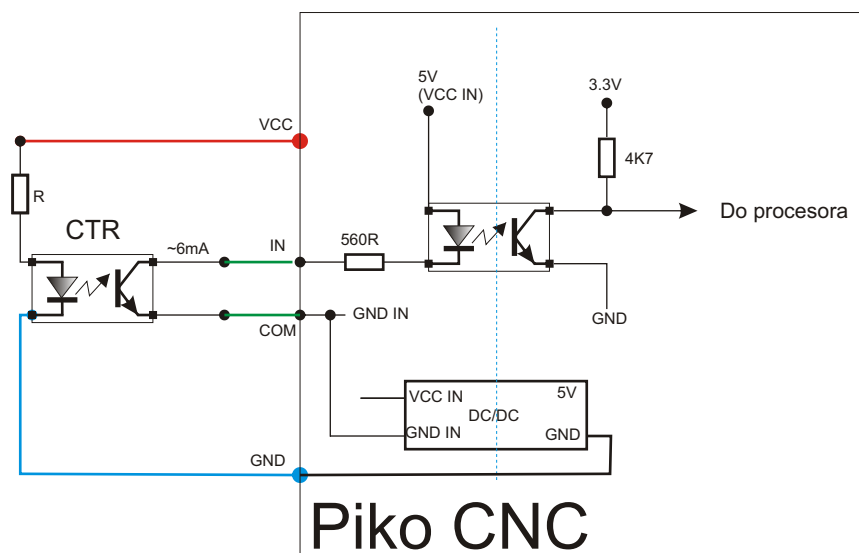 5V
(VCC IN)
3.3V
VCC
4K7
R
CTR
~6mA
IN
560R
Do procesora
COM
GND IN
GND
VCC IN
5V
DC/DC
GND IN
GND
GND
Piko CNC